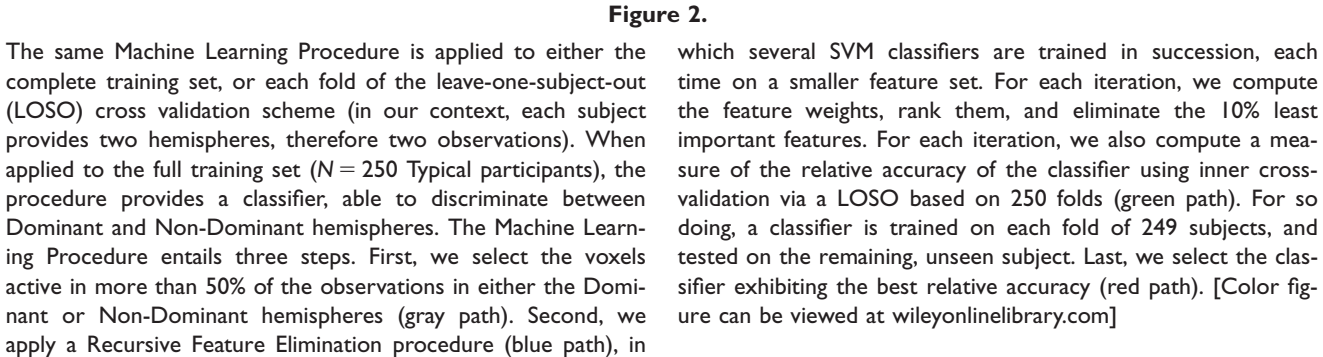 Figure 2.
The same Machine Learning Procedure is applied to either the
complete training set, or each fold of the leave-one-subject-out
(LOSO) cross validation scheme (in our context, each subject
provides two hemispheres, therefore two observations). When
applied to the full training set (N = 250 Typical participants), the
procedure provides a classifier, able to discriminate between
Dominant and Non-Dominant hemispheres. The Machine Learn-
ing Procedure entails three steps. First, we select the voxels
active in more than 50% of the observations in either the Domi-
nant or Non-Dominant hemispheres (gray path). Second, we
apply a Recursive Feature Elimination procedure (blue path), in
which several SVM classifiers are trained in succession, each
time on a smaller feature set. For each iteration, we compute
the feature weights, rank them, and eliminate the 10% least
important features. For each iteration, we also compute a mea-
sure of the relative accuracy of the classifier using inner cross-
validation via a LOSO based on 250 folds (green path). For so
doing, a classifier is trained on each fold of 249 subjects, and
tested on the remaining, unseen subject. Last, we select the clas-
sifier exhibiting the best relative accuracy (red path). [Color fig-
ure can be viewed at wileyonlinelibrary.com]